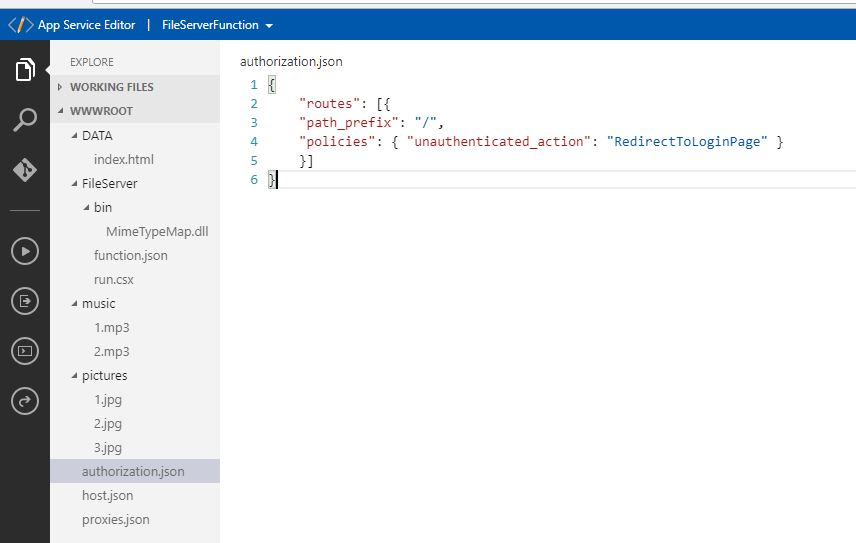 App Service Editor | FileServerFunction
EXPLORE
WORKING FILES
WWWROOT
DATA
index.html
FileServer
bin
MimeTypeMap.dll
function.json
run.csx
music
1.mp3
2.mp3
pictures
1.jpg
2.jpg
3.jpg
authorization.json
host.json
proxies.json
authorization.json
1 {
2     "routes": [{
3     "path_prefix": "/",
4     "policies": { "unauthenticated_action": "RedirectToLoginPage" }
5     }]
6 }